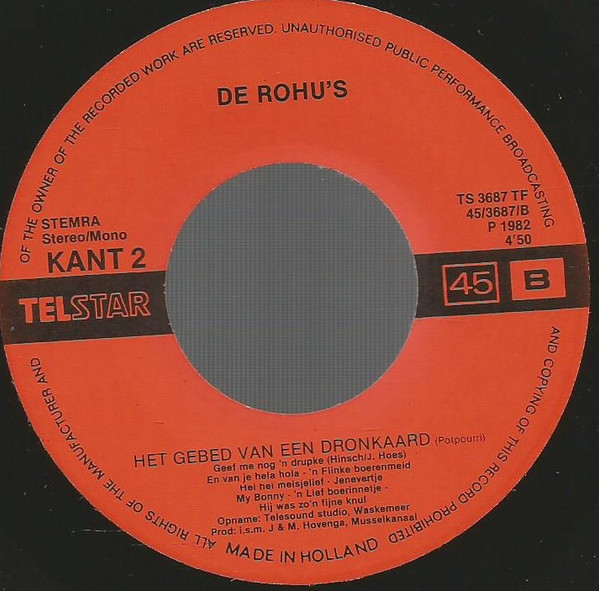 ALL RIGHTS OF THE MANUFACTURER AND OF THE OWNER OF THE RECORDED WORK ARE RESERVED. UNAUTHORISED PUBLIC PERFORMANCE BROADCASTING AND COPYING OF THIS RECORD PROHIBITED
DE ROHU'S
STEMRA
Stereo/Mono
KANT 2
TS 3687 TF
45/3687/B
P 1982
4'50
TELSTAR
45 B
HET GEBED VAN EEN DRONKAARD (Potpourri)
Geef me nog 'n drupke (Hinsch/J. Hoes)
En van je hela hola - 'n Flinke boerenmeid
Hei hei meisjelief - Jenevertje
My Bonny - 'n Lief boerinnetje -
Hij was zo'n fijne knul
Opname: Telesound studio, Waskemeer
Prod: i.s.m. J & M. Hovenga, Musselkanaal
MADE IN HOLLAND